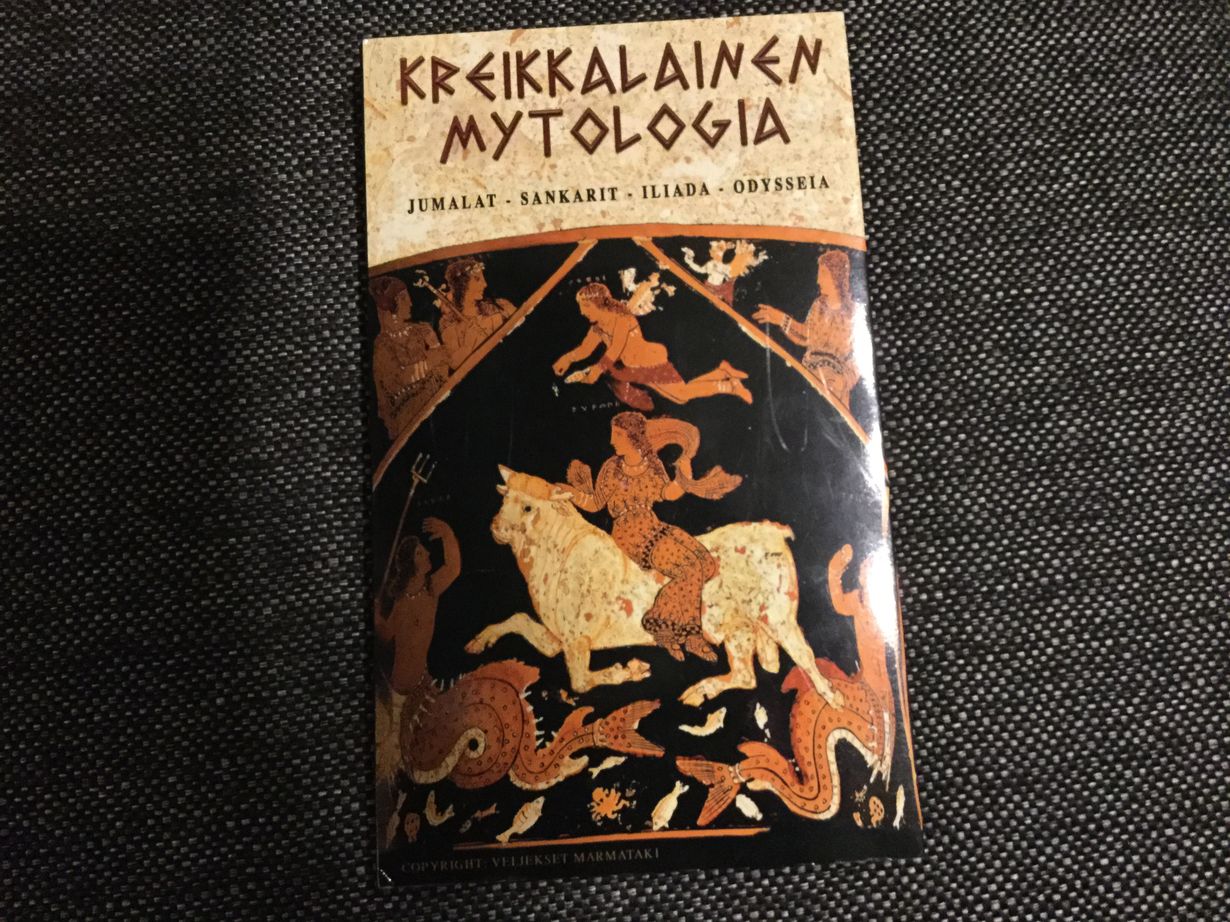 KREIKKALAINEN
MYTOLOGIA
JUMALAT - SANKARIT - ILIADA - ODYSSEIA
COPYRIGHT: VELJEKSET MARMATAKI